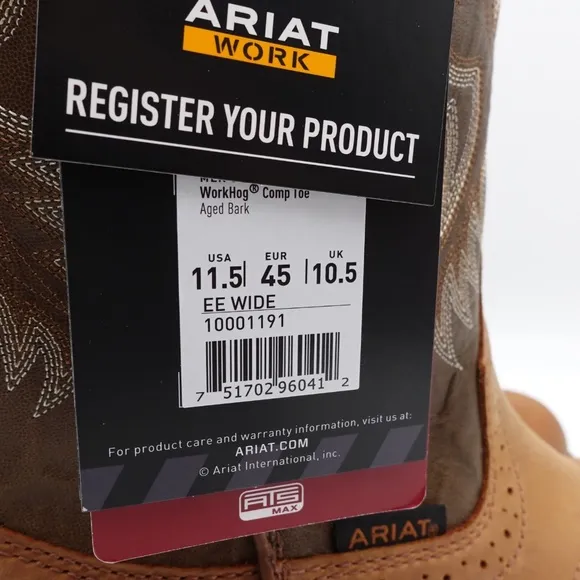 ARIAT
WORK
REGISTER YOUR PRODUCT
WorkHog® Comp Toe
Aged Bark
USA EUR UK
11.5 45 10.5
EE WIDE
10001191
7 51702 96041 2
For product care and warranty information, visit us at:
ARIAT.COM
© Ariat International, inc.
ATS
MAX
ARIAT